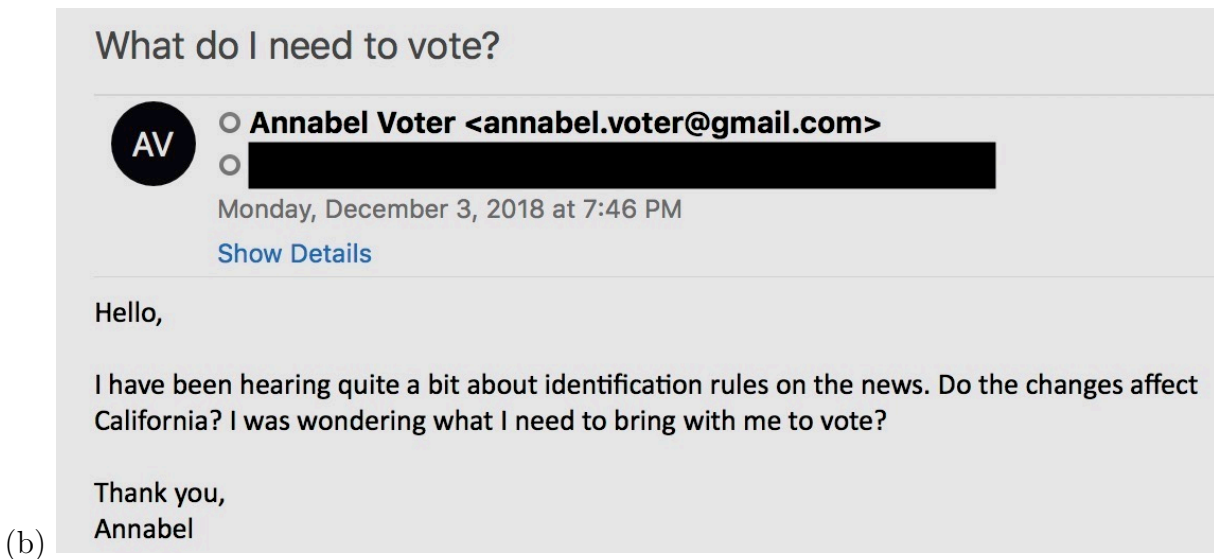 What do I need to vote?
AV
Annabel Voter <annabel.voter@gmail.com>
Monday, December 3, 2018 at 7:46 PM
Show Details
Hello,
I have been hearing quite a bit about identification rules on the news. Do the changes affect
California? I was wondering what I need to bring with me to vote?
Thank you,
Annabel
(b)